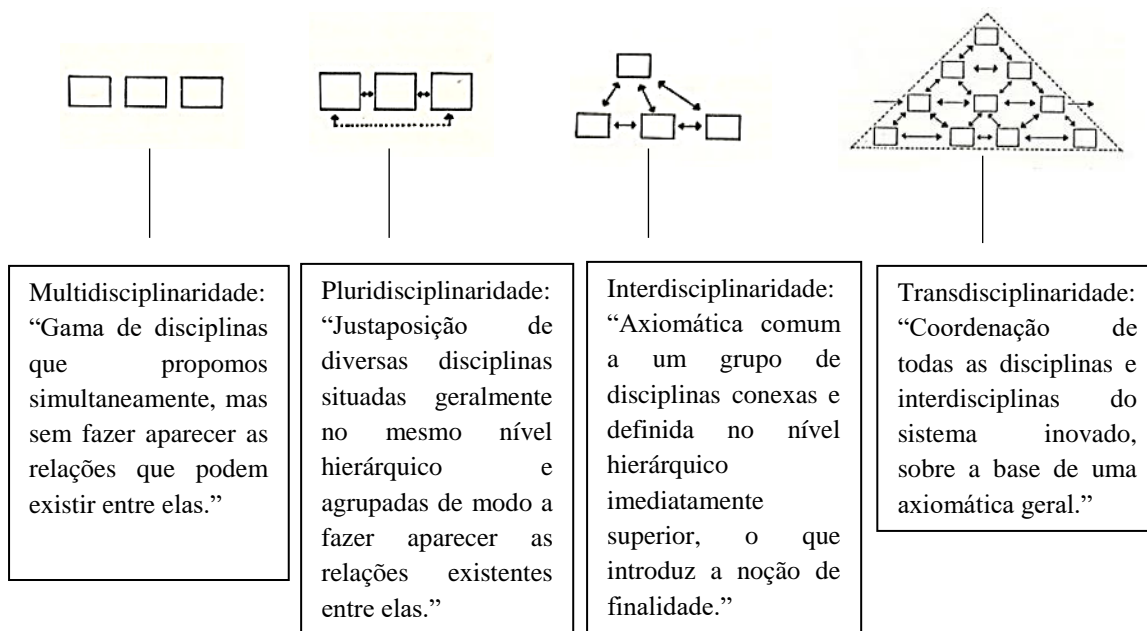 Multidisciplinaridade:
“Gama de disciplinas
que propomos
simultaneamente, mas
sem fazer aparecer as
relações que podem
existir entre elas.”
Pluridisciplinaridade:
“Justaposição de
diversas disciplinas
situadas geralmente
no mesmo nível
hierárquico e
agrupadas de modo a
fazer aparecer as
relações existentes
entre elas.”
Interdisciplinaridade:
“Axiomática comum
a um grupo de
disciplinas conexas e
definida no nível
hierárquico
imediatamente
superior, o que
introduz a noção de
finalidade.”
Transdisciplinaridade:
“Coordenação de
todas as disciplinas e
interdisciplinas do
sistema inovado,
sobre a base de uma
axiomática geral.”